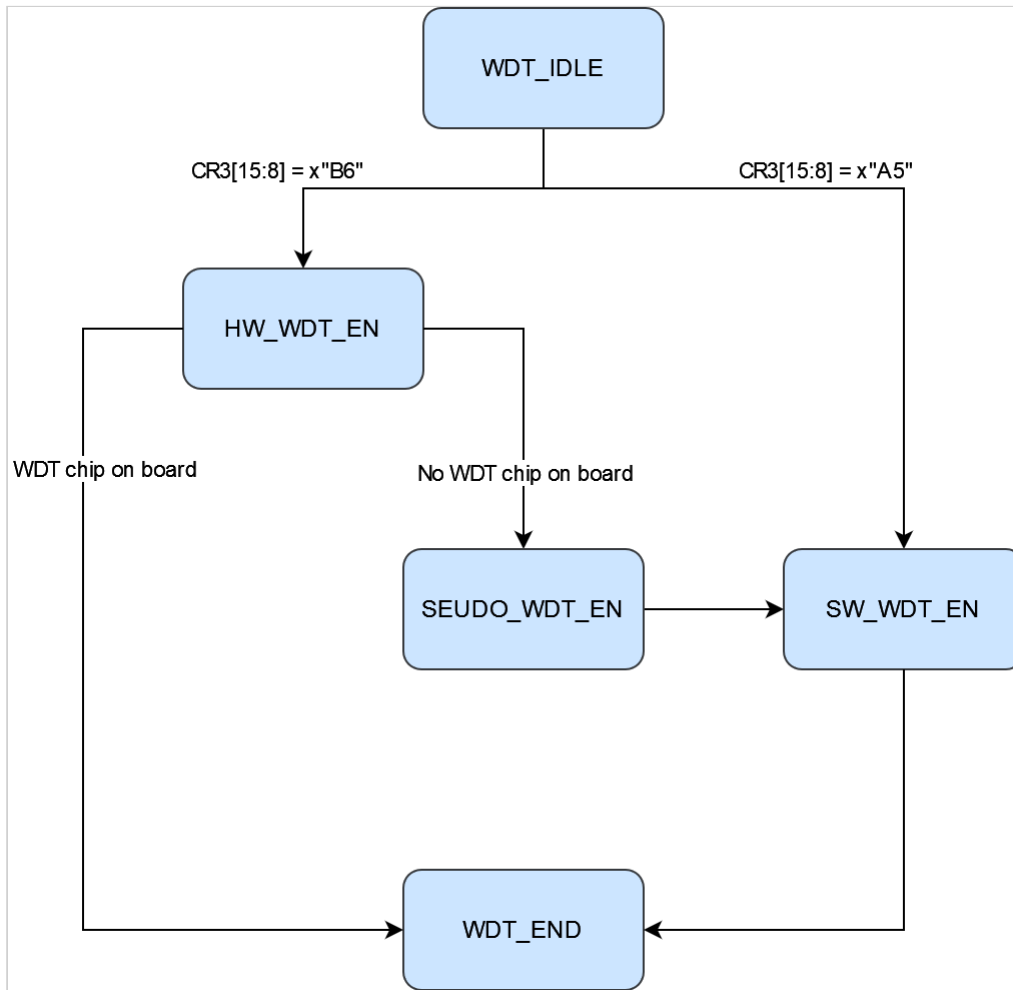 WDT_IDLE
CR3[15:8] = x"B6"
CR3[15:8] = x"A5"
HW_WDT_EN
WDT chip on board
No WDT chip on board
SEUDO_WDT_EN
SW_WDT_EN
WDT_END